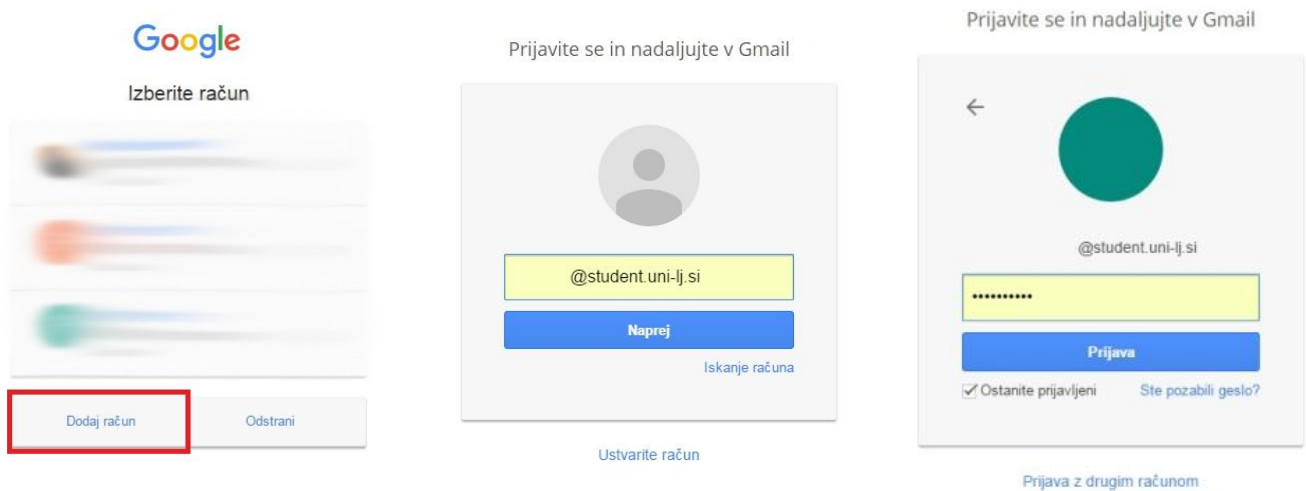 Google
Izberite račun
Dodaj račun
Odstrani
Prijavite se in nadaljujte v Gmail
@student.uni-lj.si
Naprej
Iskanje računa
Ustvarite račun
Prijavite se in nadaljujte v Gmail
@student.uni-lj.si
••••••••••
Prijava
Ostanite prijavljeni
Ste pozabili geslo?
Prijava z drugim računom